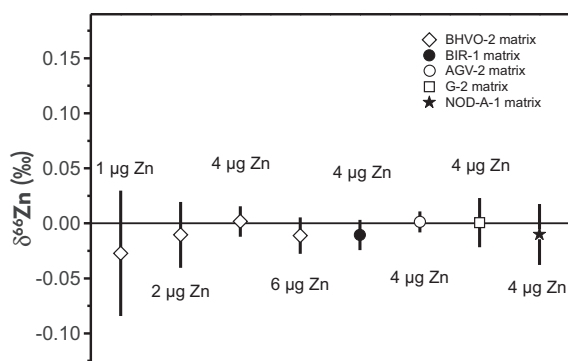 0.15
0.10
0.05
0.00
-0.05
-0.10
δ⁶⁶Zn (‰)
BHVO-2 matrix
BIR-1 matrix
AGV-2 matrix
G-2 matrix
NOD-A-1 matrix
1 µg Zn
4 µg Zn
4 µg Zn
4 µg Zn
2 µg Zn
6 µg Zn
4 µg Zn
4 µg Zn